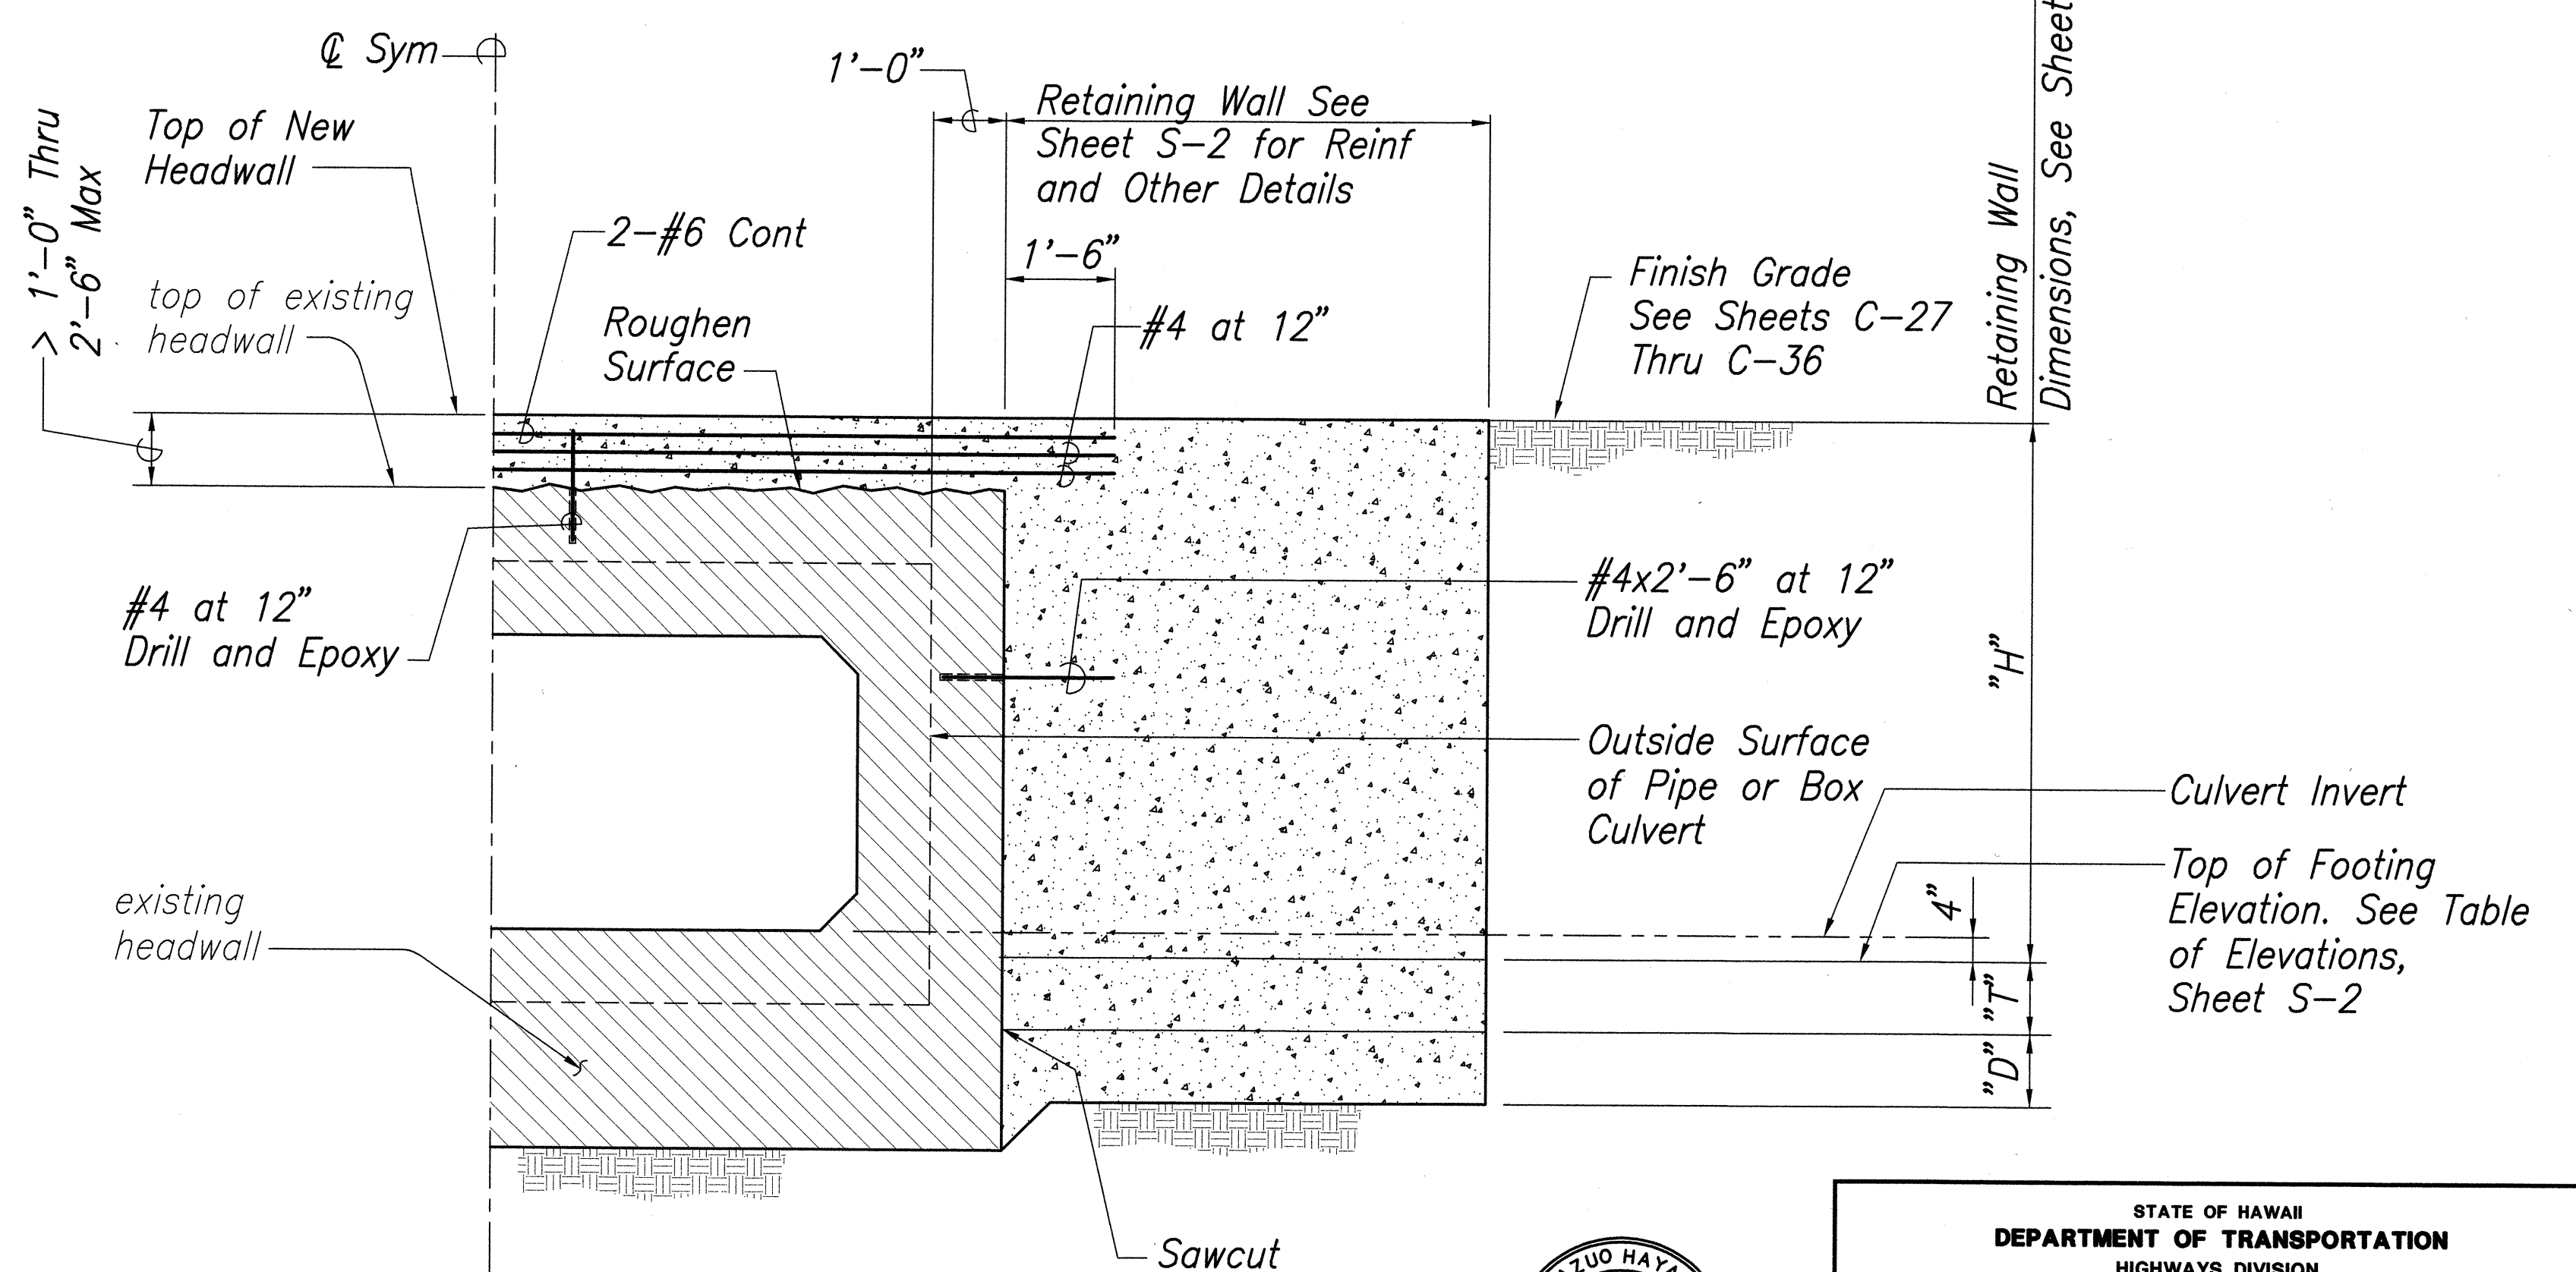 ℄ Sym
1'-0"
Retaining Wall See
Sheet S-2 for Reinf
and Other Details
> 1'-0" Thru
2'-6" Max
Top of New
Headwall
2-#6 Cont
1'-6"
top of existing
headwall
Roughen
Surface
#4 at 12"
Finish Grade
See Sheets C-27
Thru C-36
Retaining Wall
Dimensions, See Sheet
#4 at 12"
Drill and Epoxy
#4x2'-6" at 12"
Drill and Epoxy
"H"
Outside Surface
of Pipe or Box
Culvert
Culvert Invert
Top of Footing
Elevation. See Table
of Elevations,
Sheet S-2
4"
"T"
"D"
existing
headwall
Sawcut
STATE OF HAWAII
DEPARTMENT OF TRANSPORTATION
HIGHWAYS DIVISION